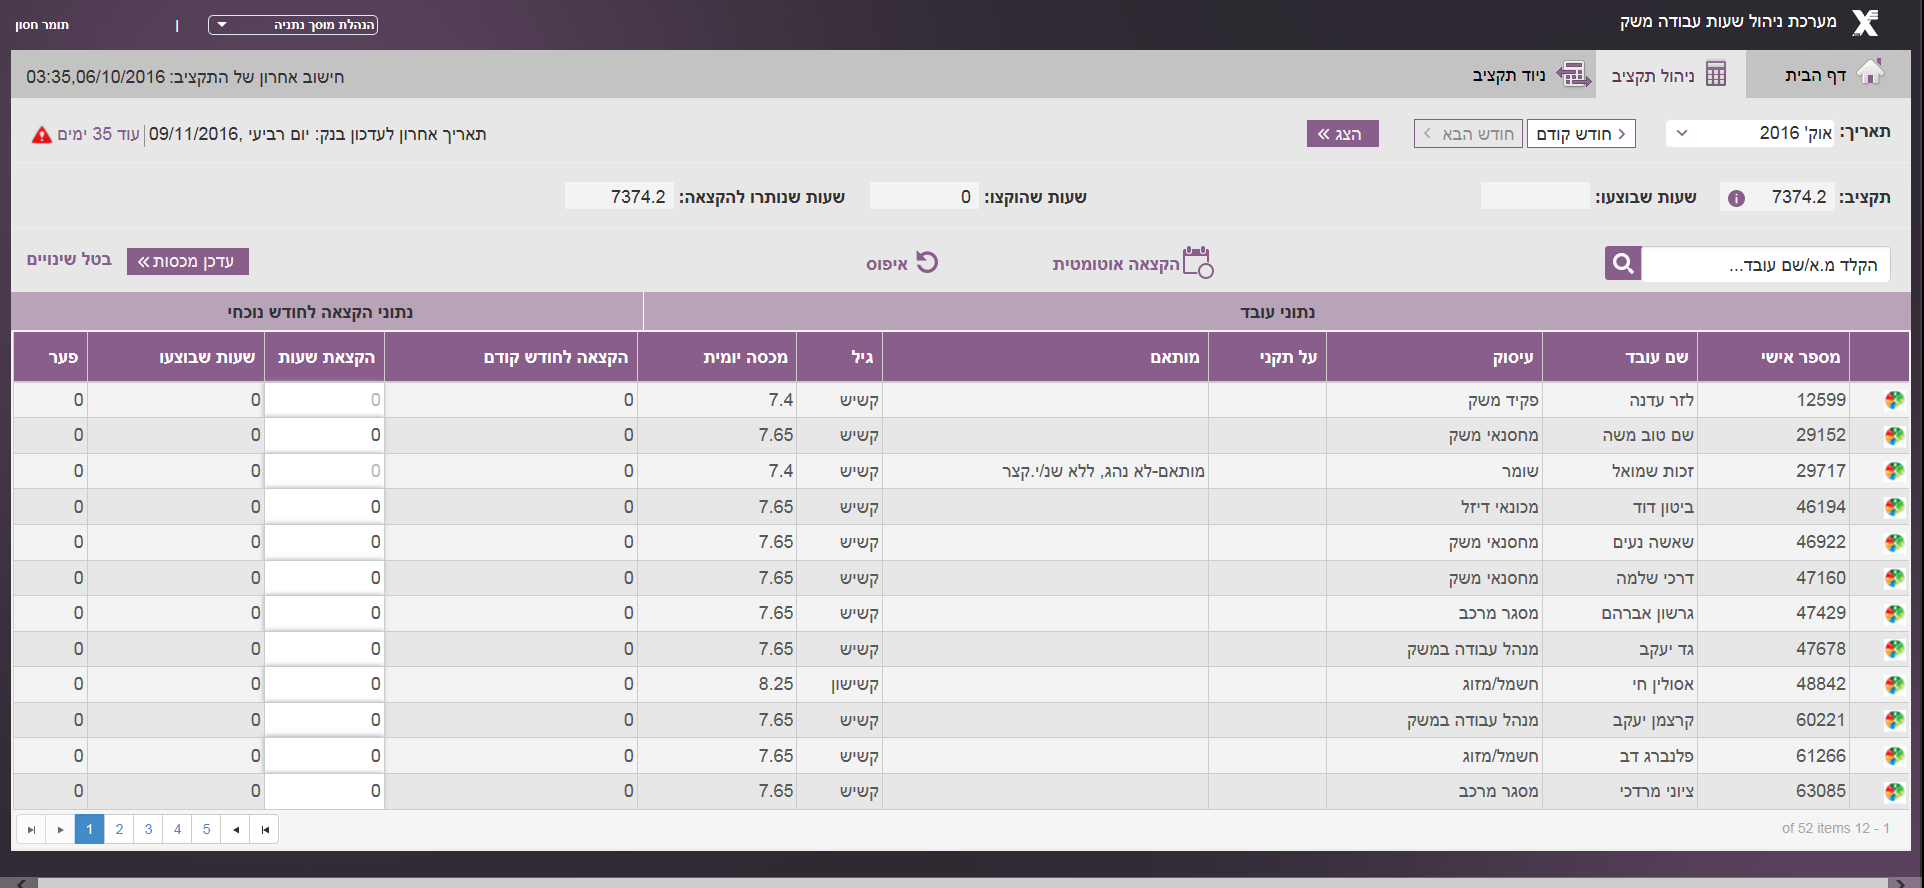 מערכת ניהול שעות עבודה משק
הנהלת מוסך נתניה
|
תומר חסון
דף הבית
ניהול תקציב
ניוד תקציב
חישוב אחרון של התקציב: 03:35,06/10/2016
תאריך:
אוק' 2016
חודש קודם
חודש הבא
הצג
תאריך אחרון לעדכון בנק: יום רביעי ,09/11/2016
עוד 35 ימים
תקציב: 7374.2
שעות שבוצעו:
שעות שהוקצו: 0
שעות שנותרו להקצאה: 7374.2
הקלד מ.א/שם עובד...
הקצאה אוטומטית
איפוס
עדכן מכסות
בטל שינויים
נתוני עובד נתוני הקצאה לחודש נוכחי
מספר אישי שם עובד עיסוק על תקני מותאם גיל מכסה יומית הקצאה לחודש קודם הקצאת שעות שעות שבוצעו פער
12599 לזר עדנה פקיד משק קשיש 7.4 0 0 0 0
29152 שם טוב משה מחסנאי משק קשיש 7.65 0 0 0 0
29717 זכות שמואל שומר מותאם-לא נהג, ללא שנ/י.קצר קשיש 7.4 0 0 0 0
46194 ביטון דוד מכונאי דיזל קשיש 7.65 0 0 0 0
46922 שאשה נעים מחסנאי משק קשיש 7.65 0 0 0 0
47160 דרכי שלמה מחסנאי משק קשיש 7.65 0 0 0 0
47429 גרשון אברהם מסגר מרכב קשיש 7.65 0 0 0 0
47678 גד יעקב מנהל עבודה במשק קשיש 7.65 0 0 0 0
48842 אסולין חי חשמל/מזוג קשישון 8.25 0 0 0 0
60221 קרצמן יעקב מנהל עבודה במשק קשיש 7.65 0 0 0 0
61266 פלנברג דב חשמל/מזוג קשיש 7.65 0 0 0 0
63085 ציוני מרדכי מסגר מרכב קשיש 7.65 0 0 0 0
1 2 3 4 5
of 52 items 12 - 1